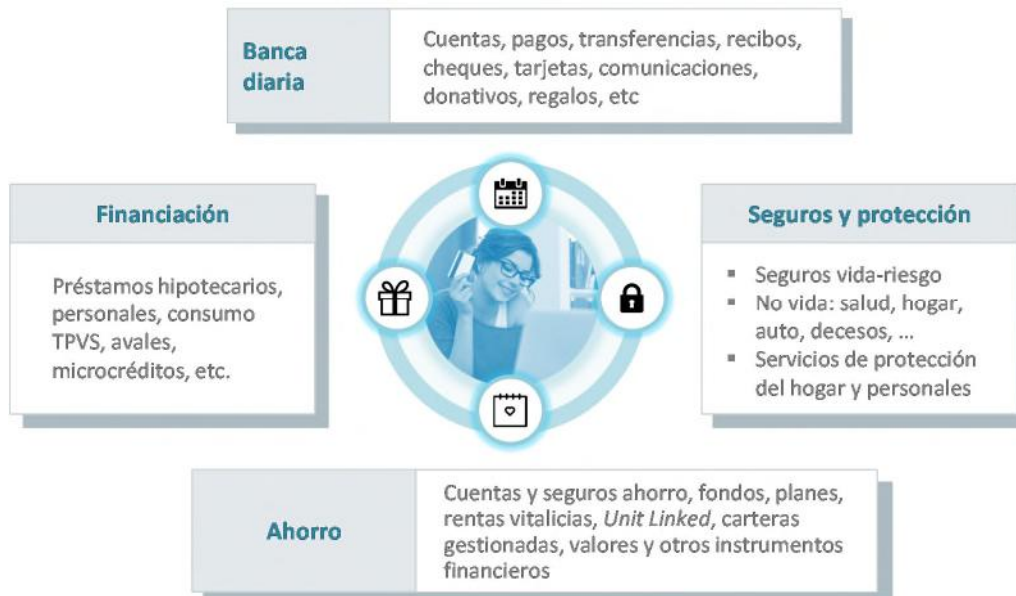 Banca
diaria
Cuentas, pagos, transferencias, recibos,
cheques, tarjetas, comunicaciones,
donativos, regalos, etc
Financiación
Préstamos hipotecarios,
personales, consumo
TPVS, avales,
microcréditos, etc.
Seguros y protección
▪ Seguros vida-riesgo
▪ No vida: salud, hogar,
auto, decesos, ...
▪ Servicios de protección
del hogar y personales
Ahorro
Cuentas y seguros ahorro, fondos, planes,
rentas vitalicias, Unit Linked, carteras
gestionadas, valores y otros instrumentos
financieros